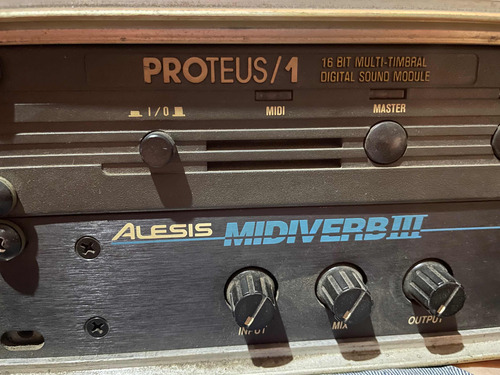 PROTEUS/1
16 BIT MULTI-TIMBRAL
DIGITAL SOUND MODULE
I/O
MIDI
MASTER
ALESIS MIDIVERB III
INPUT
MIX
OUTPUT